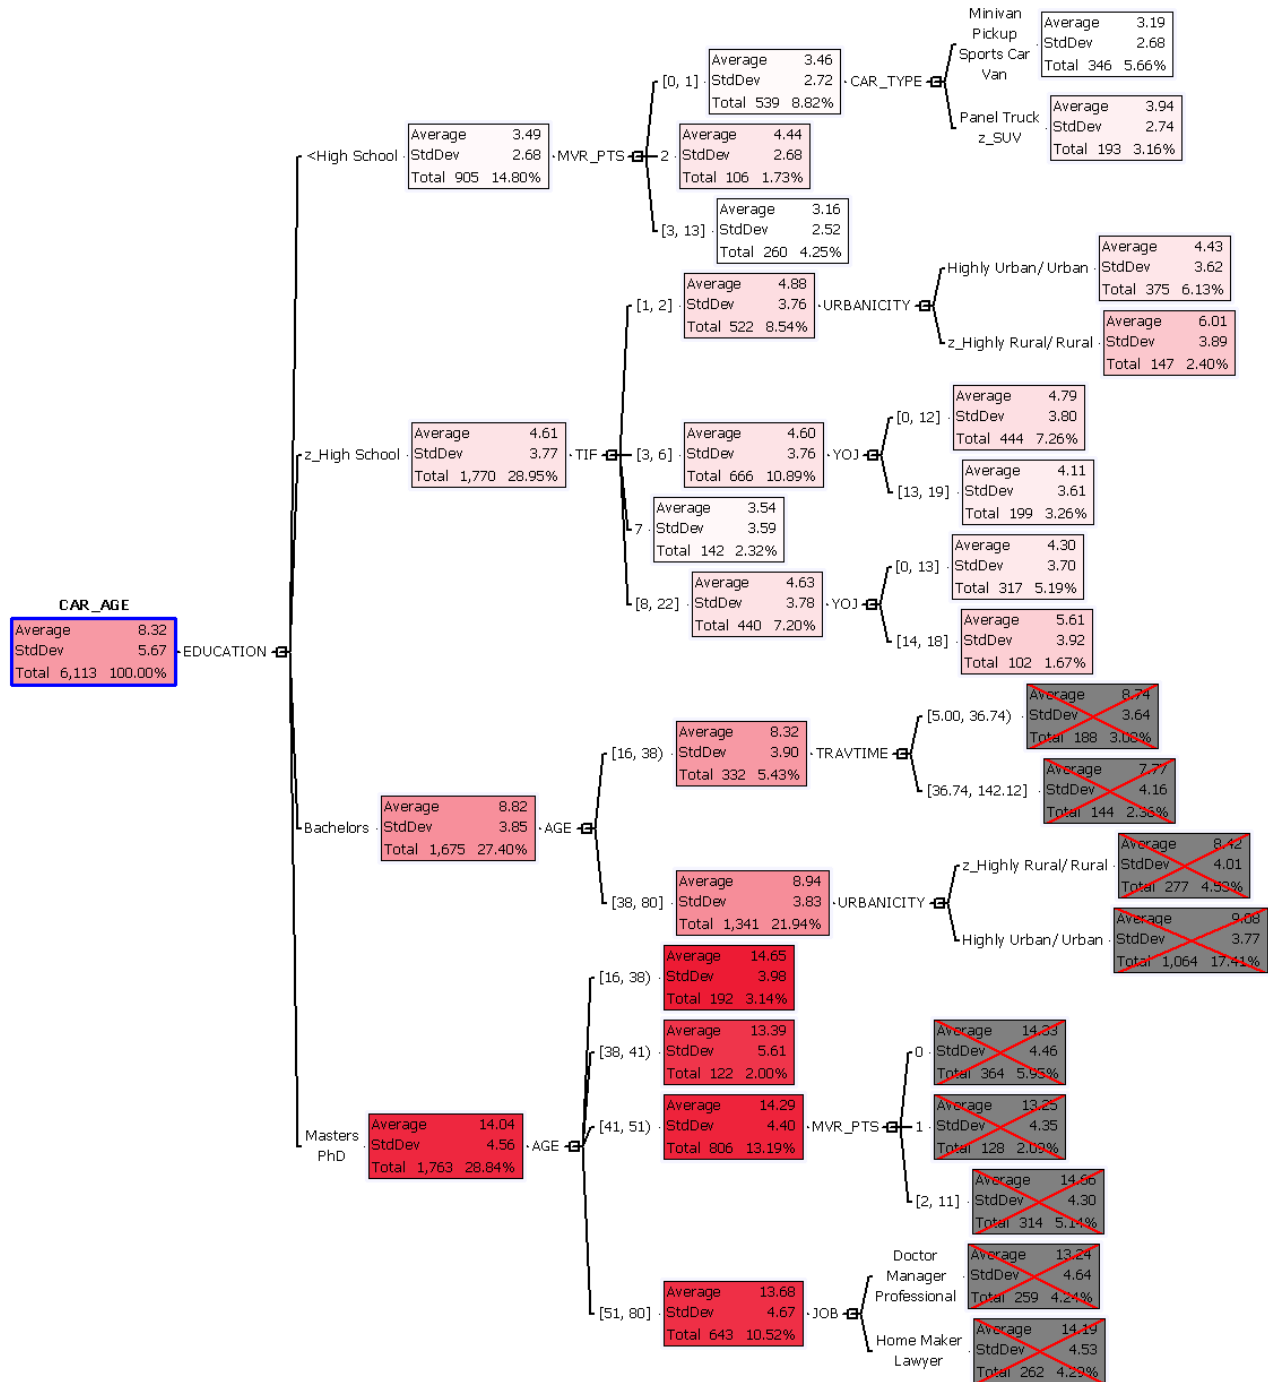 CAR_AGE
Average 8.32
StdDev 5.67
Total 6,113 100.00%
EDUCATION
<High School
Average 3.49
StdDev 2.68
Total 905 14.80%
MVR_PTS
[0, 1]
Average 3.46
StdDev 2.72
Total 539 8.82%
CAR_TYPE
Minivan
Pickup
Sports Car
Van
Average 3.19
StdDev 2.68
Total 346 5.66%
Panel Truck
z_SUV
Average 3.94
StdDev 2.74
Total 193 3.16%
2
Average 4.44
StdDev 2.68
Total 106 1.73%
[3, 13]
Average 3.16
StdDev 2.52
Total 260 4.25%
z_High School
Average 4.61
StdDev 3.77
Total 1,770 28.95%
TIF
[1, 2]
Average 4.88
StdDev 3.76
Total 522 8.54%
URBANICITY
Highly Urban/ Urban
Average 4.43
StdDev 3.62
Total 375 6.13%
z_Highly Rural/ Rural
Average 6.01
StdDev 3.89
Total 147 2.40%
[3, 6]
Average 4.60
StdDev 3.76
Total 666 10.89%
YOJ
[0, 12]
Average 4.79
StdDev 3.80
Total 444 7.26%
[13, 19]
Average 4.11
StdDev 3.61
Total 199 3.26%
7
Average 3.54
StdDev 3.59
Total 142 2.32%
[8, 22]
Average 4.63
StdDev 3.78
Total 440 7.20%
YOJ
[0, 13]
Average 4.30
StdDev 3.70
Total 317 5.19%
[14, 18]
Average 5.61
StdDev 3.92
Total 102 1.67%
Bachelors
Average 8.82
StdDev 3.85
Total 1,675 27.40%
AGE
[16, 38)
Average 8.32
StdDev 3.90
Total 332 5.43%
TRAVTIME
[5.00, 36.74)
Average 8.74
StdDev 3.64
Total 188 3.08%
[36.74, 142.12]
Average 7.77
StdDev 4.16
Total 144 2.36%
[38, 80]
Average 8.94
StdDev 3.83
Total 1,341 21.94%
URBANICITY
z_Highly Rural/ Rural
Average 8.42
StdDev 4.01
Total 277 4.53%
Highly Urban/ Urban
Average 9.08
StdDev 3.77
Total 1,064 17.41%
Masters
PhD
Average 14.04
StdDev 4.56
Total 1,763 28.84%
AGE
[16, 38)
Average 14.65
StdDev 3.98
Total 192 3.14%
[38, 41)
Average 13.39
StdDev 5.61
Total 122 2.00%
[41, 51)
Average 14.29
StdDev 4.40
Total 806 13.19%
MVR_PTS
0
Average 14.33
StdDev 4.46
Total 364 5.95%
1
Average 13.25
StdDev 4.35
Total 128 2.09%
[2, 11]
Average 14.66
StdDev 4.30
Total 314 5.14%
[51, 80]
Average 13.68
StdDev 4.67
Total 643 10.52%
JOB
Doctor
Manager
Professional
Average 13.24
StdDev 4.64
Total 259 4.24%
Home Maker
Lawyer
Average 14.19
StdDev 4.53
Total 262 4.29%